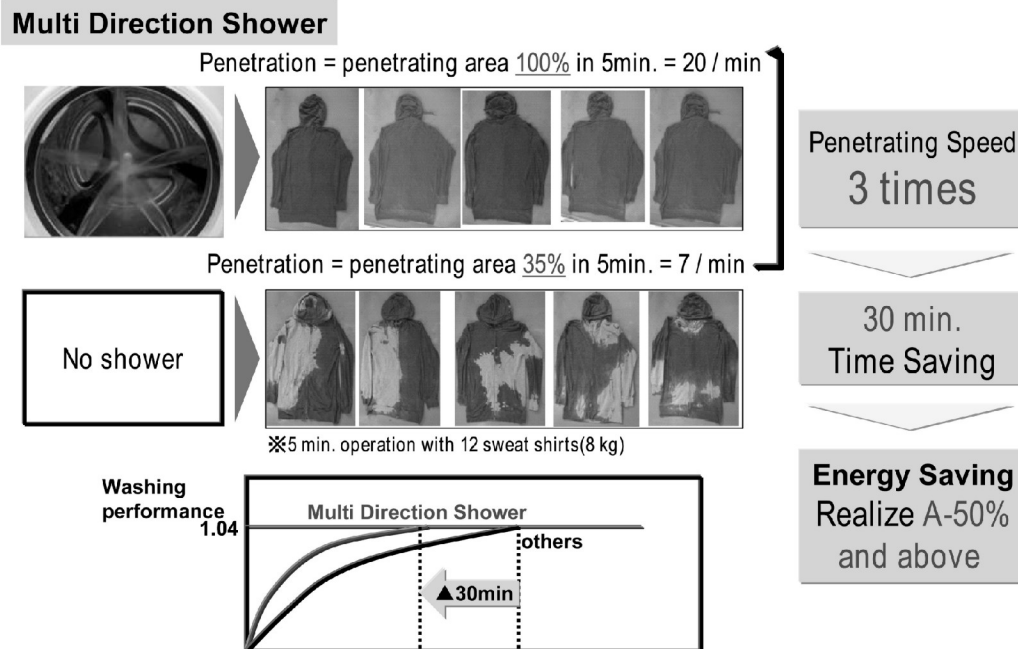 Multi Direction Shower
Penetration = penetrating area 100% in 5min. = 20 / min
Penetration = penetrating area 35% in 5min. = 7 / min
No shower
※5 min. operation with 12 sweat shirts(8 kg)
Penetrating Speed
3 times
30 min.
Time Saving
Energy Saving
Realize A-50%
and above
Washing
performance
1.04
Multi Direction Shower
others
▲30min